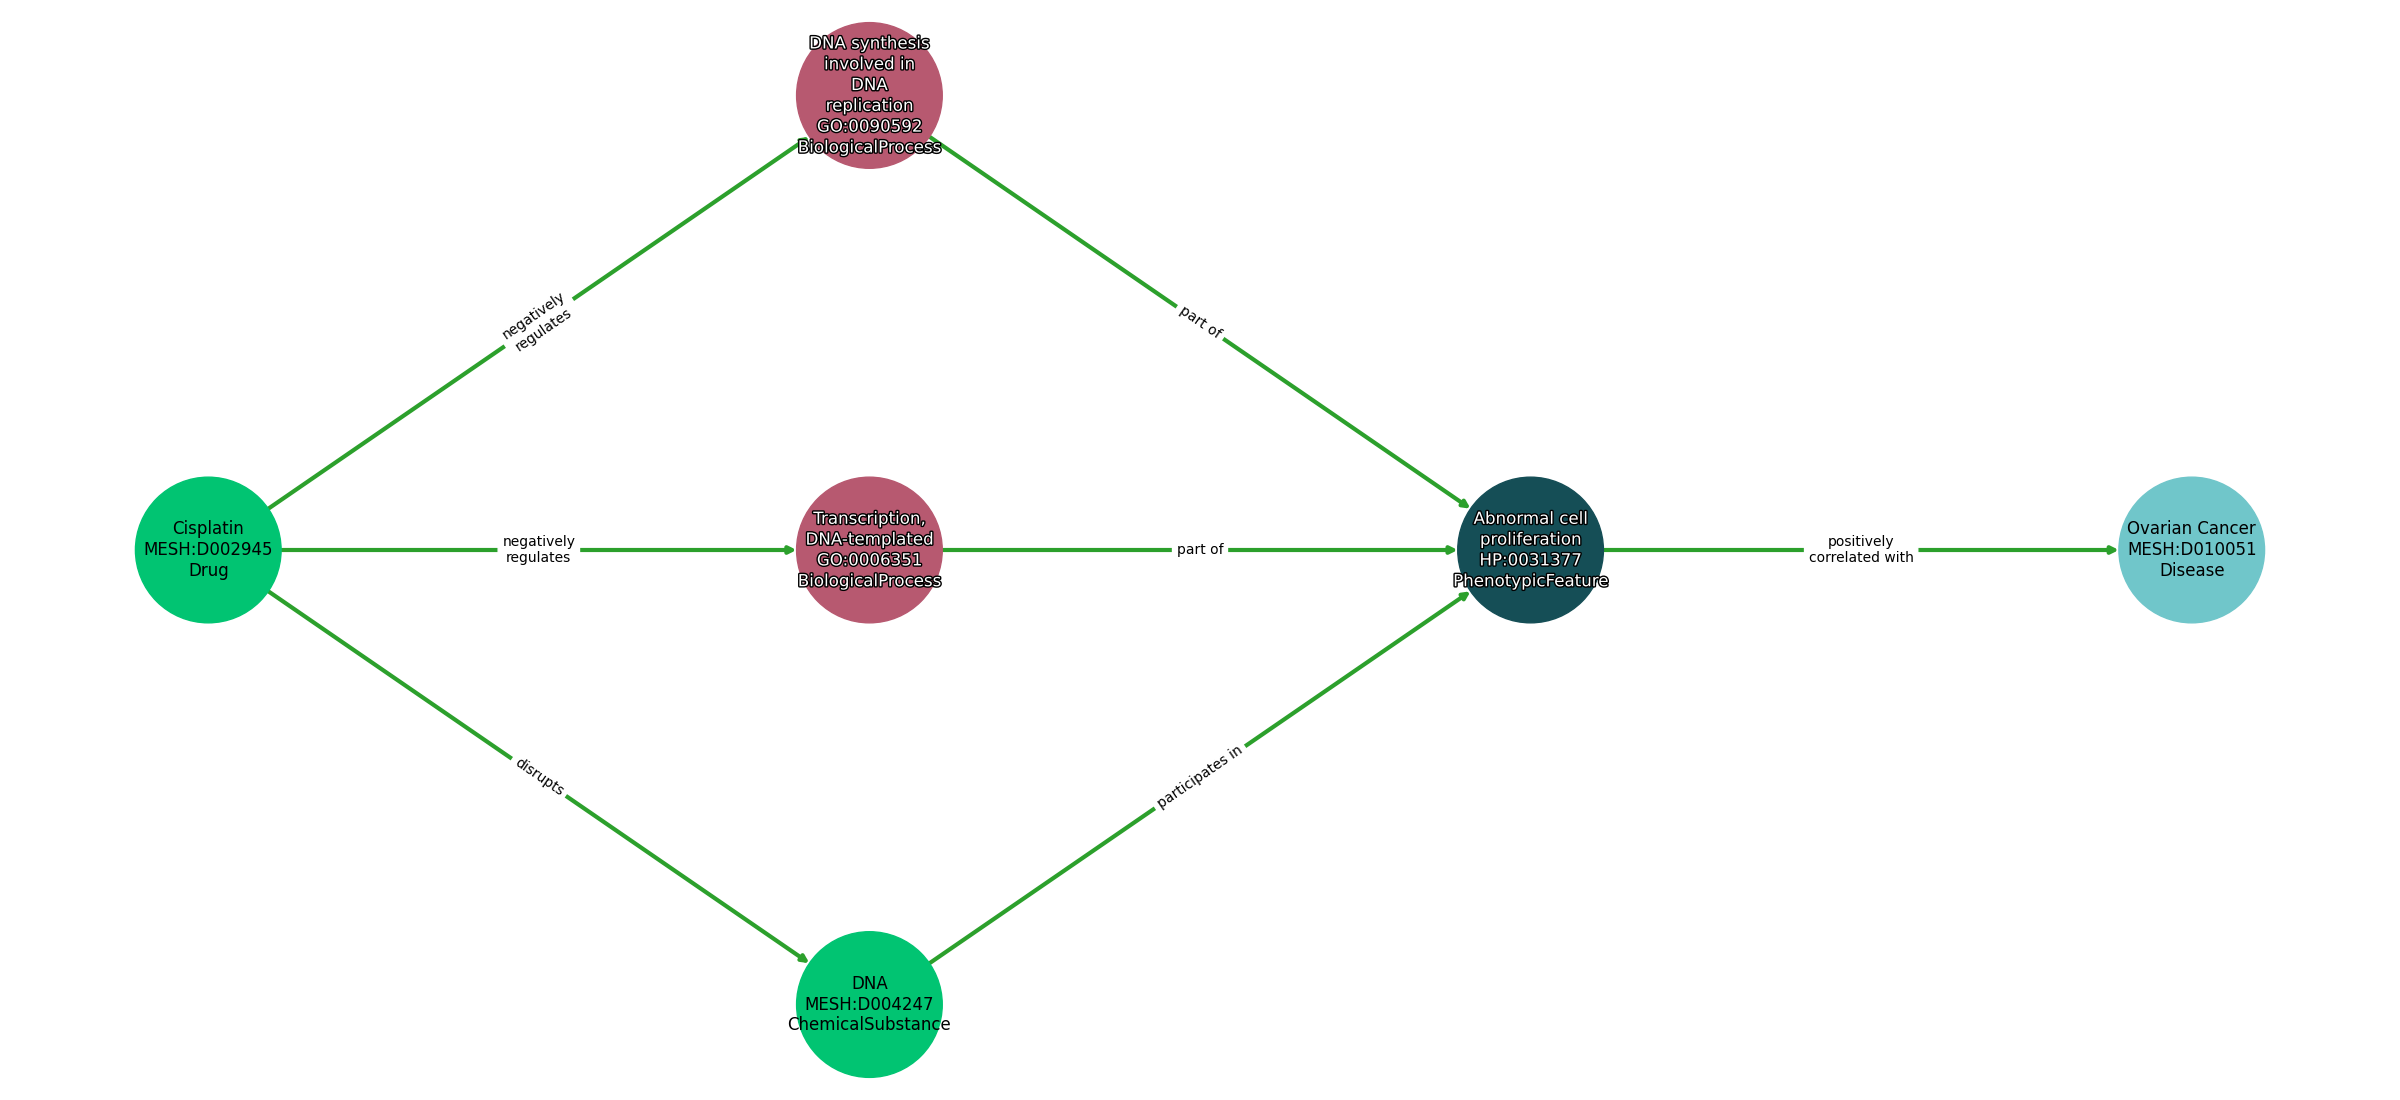 DNA synthesis
involved in
DNA
replication
GO:0090592
BiologicalProcess
negatively
regulates
part of
Cisplatin
MESH:D002945
Drug
negatively
regulates
Transcription,
DNA-templated
GO:0006351
BiologicalProcess
part of
Abnormal cell
proliferation
HP:0031377
PhenotypicFeature
positively
correlated with
Ovarian Cancer
MESH:D010051
Disease
disrupts
participates in
DNA
MESH:D004247
ChemicalSubstance